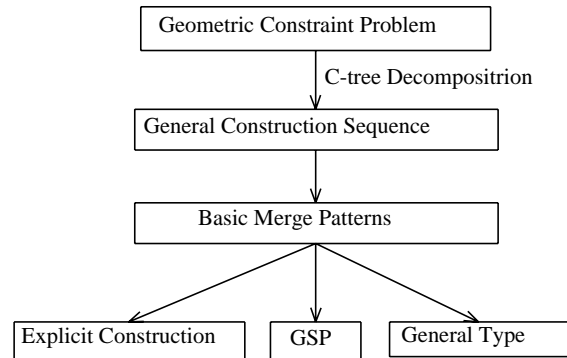 Geometric Constraint Problem
C-tree Decompositrion
General Construction Sequence
Basic Merge Patterns
Explicit Construction
GSP
General Type